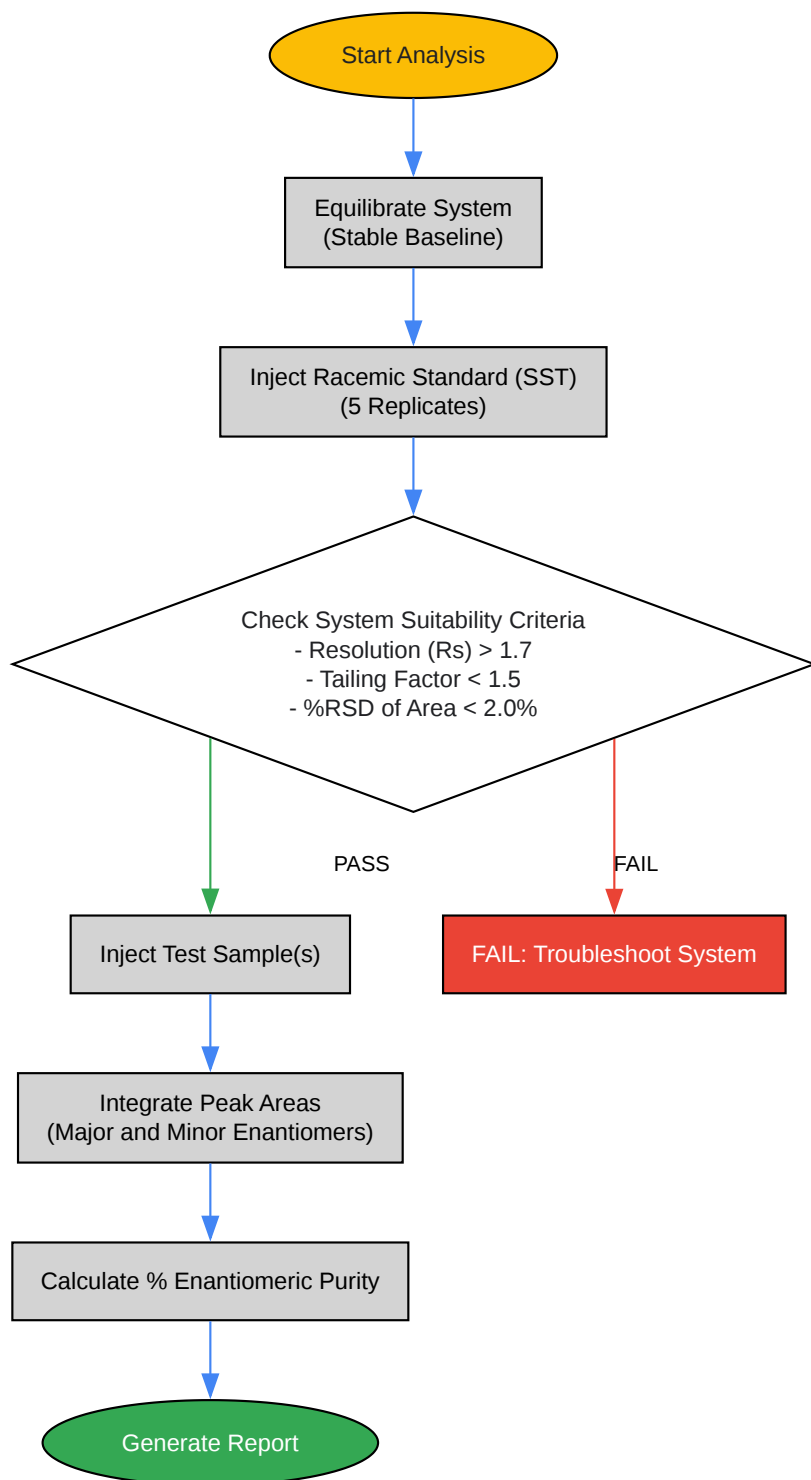 Start Analysis
Equilibrate System
(Stable Baseline)
Inject Racemic Standard (SST)
(5 Replicates)
Check System Suitability Criteria
- Resolution (Rs) > 1.7
- Tailing Factor < 1.5
- %RSD of Area < 2.0%
PASS
FAIL
Inject Test Sample(s)
FAIL: Troubleshoot System
Integrate Peak Areas
(Major and Minor Enantiomers)
Calculate % Enantiomeric Purity
Generate Report